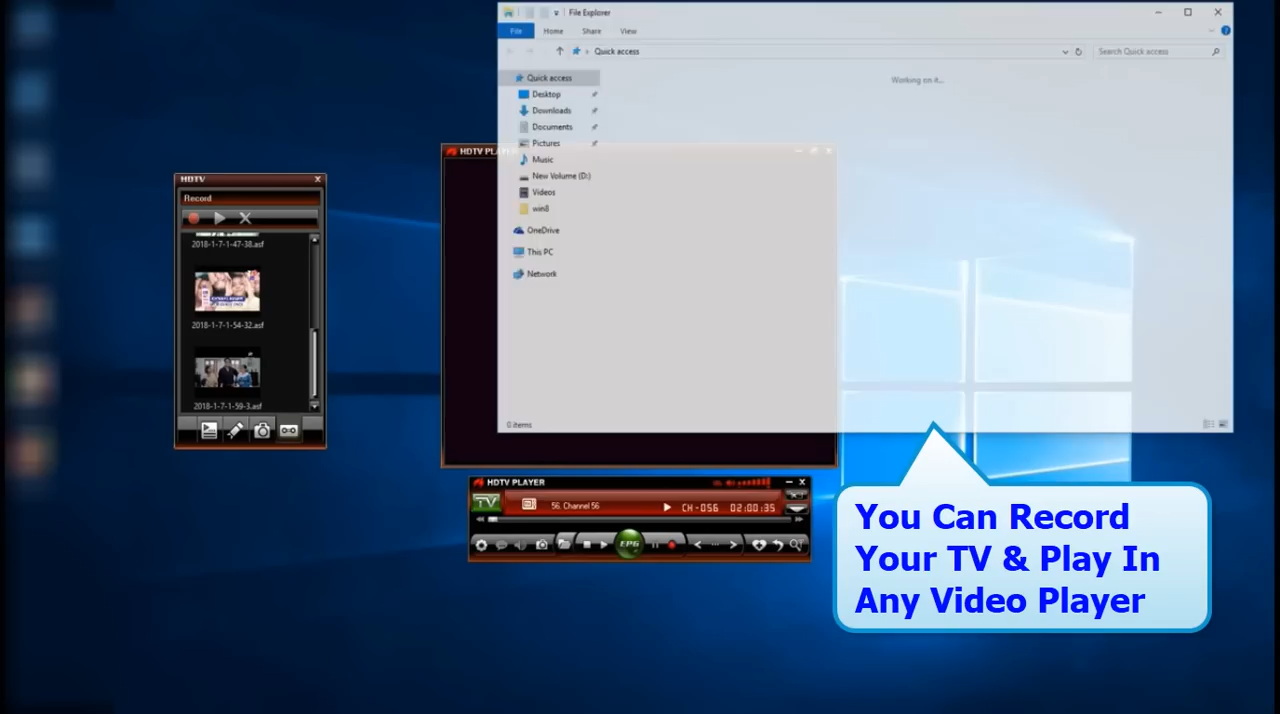 File Explorer
File Home Share View
Quick access
Search Quick access
Working on it...
Quick access
Desktop
Downloads
Documents
Pictures
Music
New Volume (D:)
Videos
win8
OneDrive
This PC
Network
0 items
HDTV
Record
2018-1-7-1-47-38.asf
2018-1-7-1-54-32.asf
2018-1-7-1-59-3.asf
HDTV PLAYER
TV
56, Channel 56
CH-056 02:00:35
EPG
You Can Record
Your TV & Play In
Any Video Player